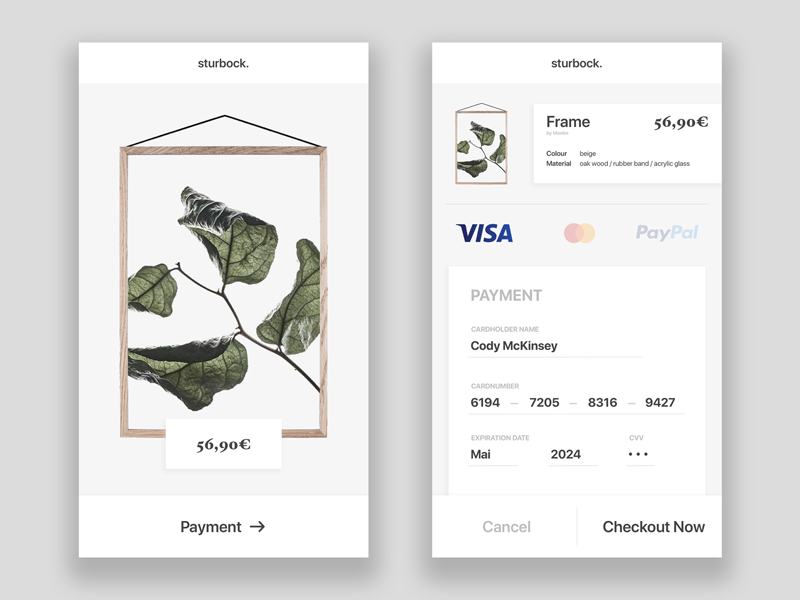 sturbock.
56,90€
Payment →
sturbock.
Frame 56,90€
by Moebe
Colour beige
Material oak wood / rubber band / acrylic glass
VISA PayPal
PAYMENT
CARDHOLDER NAME
Cody McKinsey
CARDNUMBER
6194 – 7205 – 8316 – 9427
EXPIRATION DATE CVV
Mai 2024 •••
Cancel Checkout Now